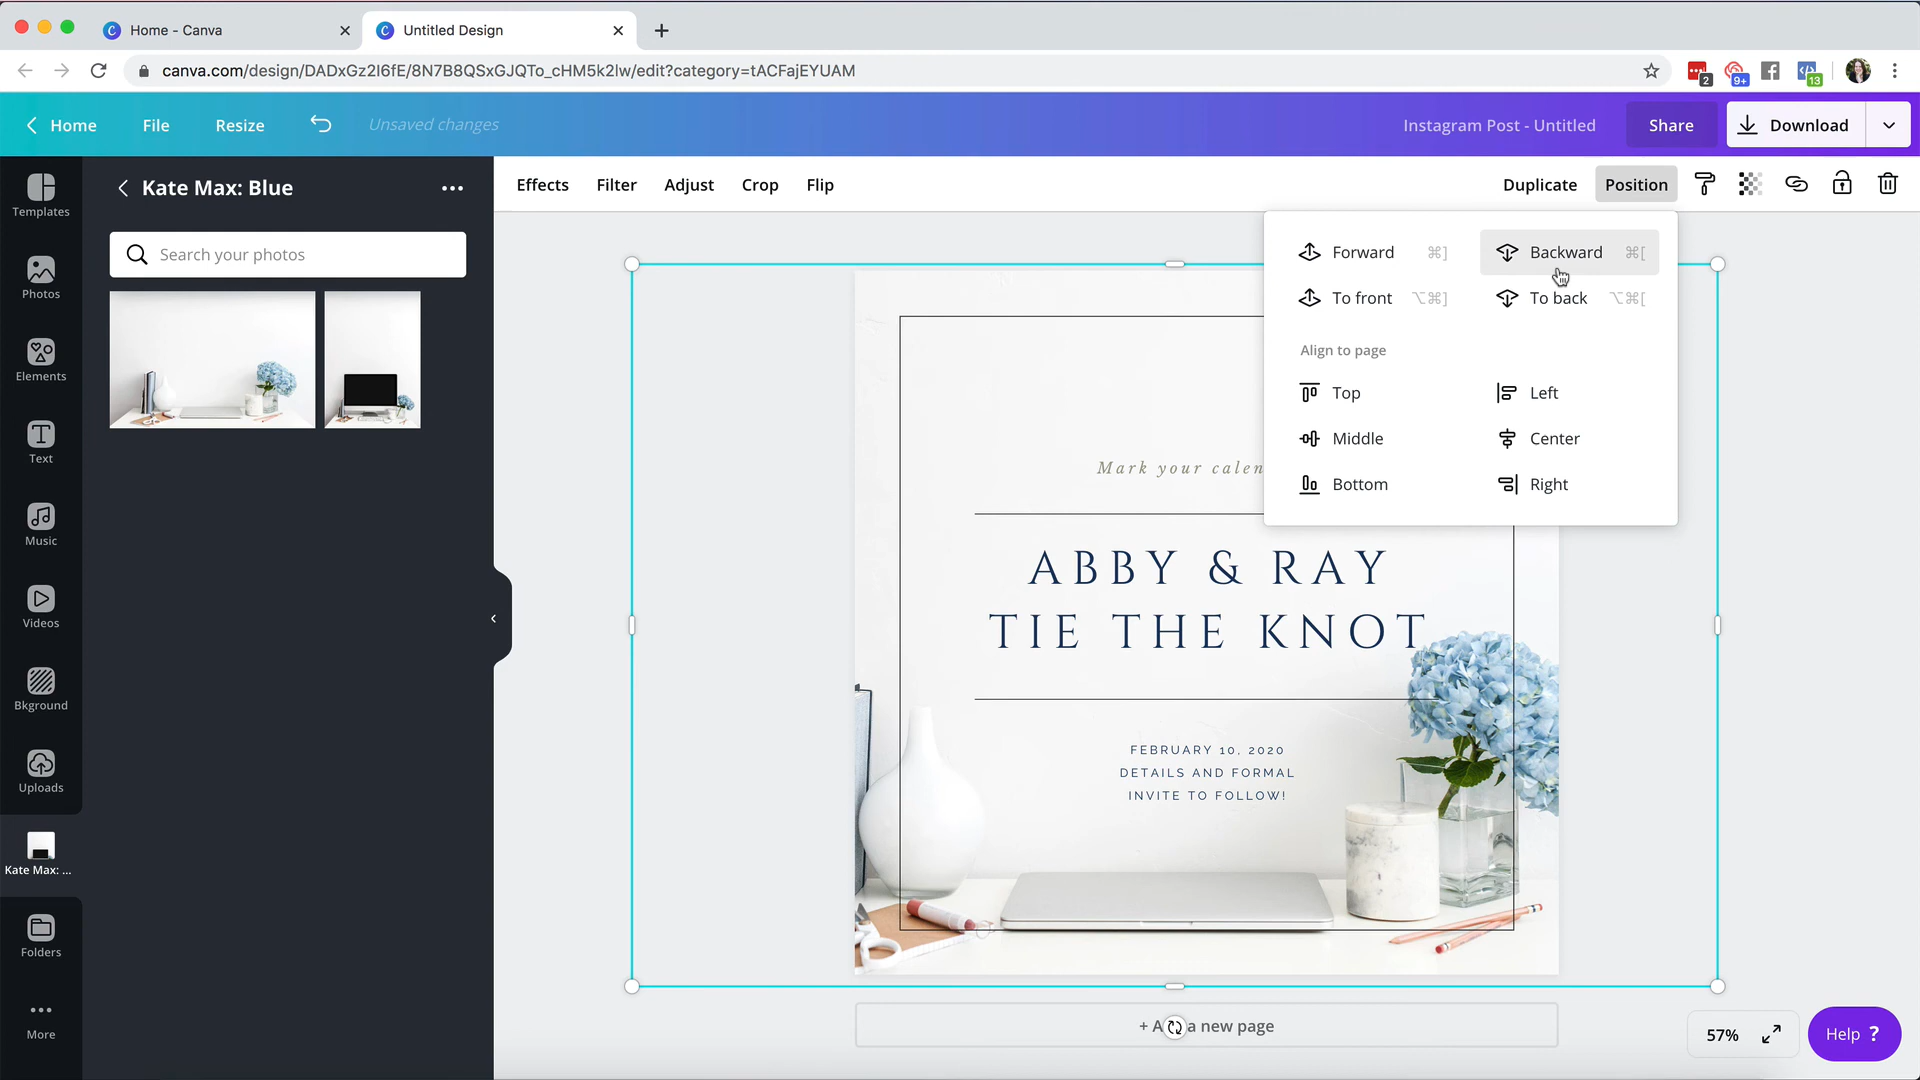 Home - Canva
Untitled Design
canva.com/design/DADxGz2I6fE/8N7B8QSxGJQTo_cHM5k2lw/edit?category=tACFajEYUAM
2
9+
13
Home
File
Resize
Unsaved changes
Instagram Post - Untitled
Share
Download
Templates
Photos
Elements
Text
Music
Videos
Bkground
Uploads
Kate Max: ...
Folders
More
Kate Max: Blue
Search your photos
Effects
Filter
Adjust
Crop
Flip
Duplicate
Position
Forward ⌘]
Backward ⌘[
To front ⌥⌘]
To back ⌥⌘[
Align to page
Top
Left
Middle
Center
Bottom
Right
Mark your calen
ABBY & RAY
TIE THE KNOT
FEBRUARY 10, 2020
DETAILS AND FORMAL
INVITE TO FOLLOW!
+ A a new page
57%
Help ?